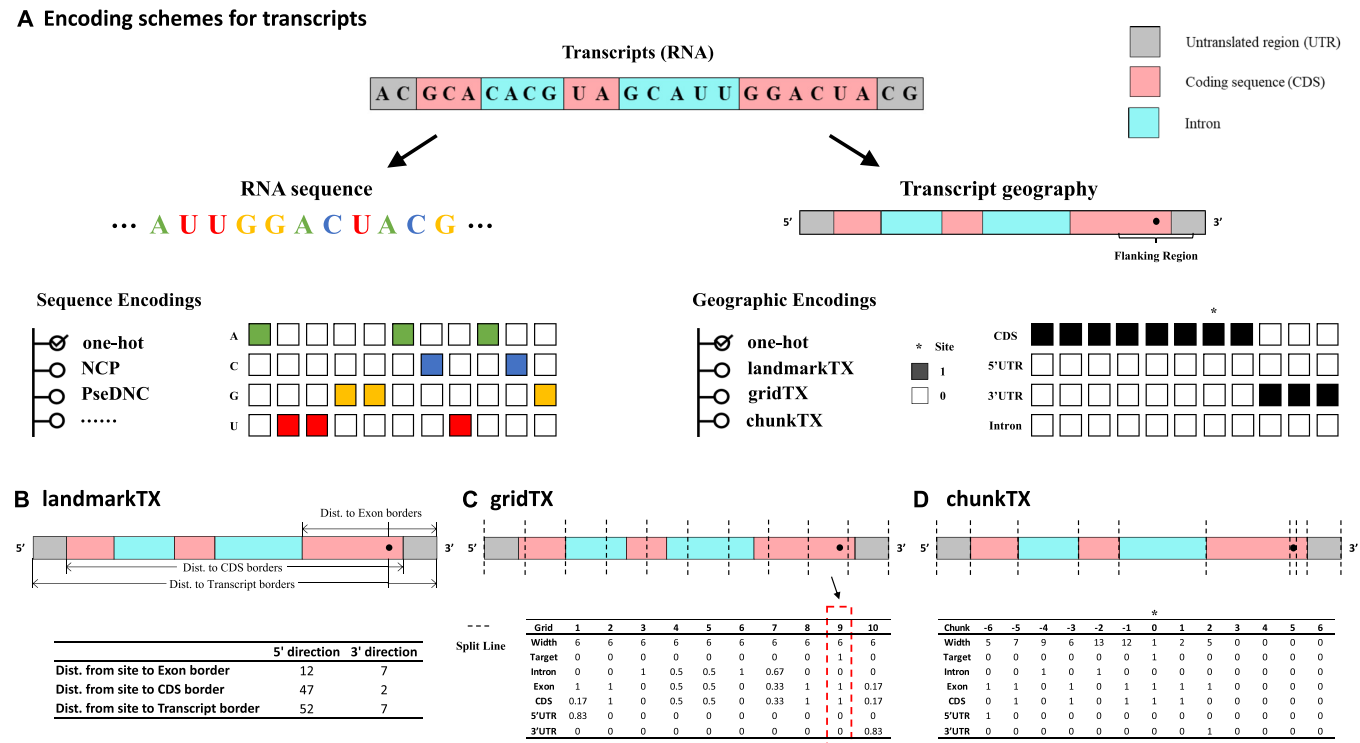 A Encoding schemes for transcripts
Transcripts (RNA)
A C G C A C A C G U A G C A U U G G A C U A C G
Untranslated region (UTR)
Coding sequence (CDS)
Intron
RNA sequence
··· A U U G G A C U A C G ···
Transcript geography
5’ 3’
Flanking Region
Sequence Encodings
one-hot
NCP
PseDNC
······
A
C
G
U
Geographic Encodings
one-hot
landmarkTX
gridTX
chunkTX
* Site
1
0
*
CDS
5’UTR
3’UTR
Intron
B landmarkTX
Dist. to Exon borders
5’ 3’
Dist. to CDS borders
Dist. to Transcript borders
5' direction 3' direction
Dist. from site to Exon border 12 7
Dist. from site to CDS border 47 2
Dist. from site to Transcript border 52 7
C gridTX
5’ 3’
Split Line
Grid 1 2 3 4 5 6 7 8 9 10
Width 6 6 6 6 6 6 6 6 6 6
Target 0 0 0 0 0 0 0 0 1 0
Intron 0 0 1 0.5 0.5 1 0.67 0 0 0
Exon 1 1 0 0.5 0.5 0 0.33 1 1 0.17
CDS 0.17 1 0 0.5 0.5 0 0.33 1 1 0.17
5’UTR 0.83 0 0 0 0 0 0 0 0 0
3’UTR 0 0 0 0 0 0 0 0 0 0.83
D chunkTX
5’ 3’
*
Chunk -6 -5 -4 -3 -2 -1 0 1 2 3 4 5 6
Width 5 7 9 6 13 12 1 2 5 0 0 0 0
Target 0 0 0 0 0 0 1 0 0 0 0 0 0
Intron 0 0 1 0 1 0 0 0 0 0 0 0 0
Exon 1 1 0 1 0 1 1 1 1 0 0 0 0
CDS 0 1 0 1 0 1 1 1 0 0 0 0 0
5’UTR 1 0 0 0 0 0 0 0 0 0 0 0 0
3’UTR 0 0 0 0 0 0 0 0 1 0 0 0 0